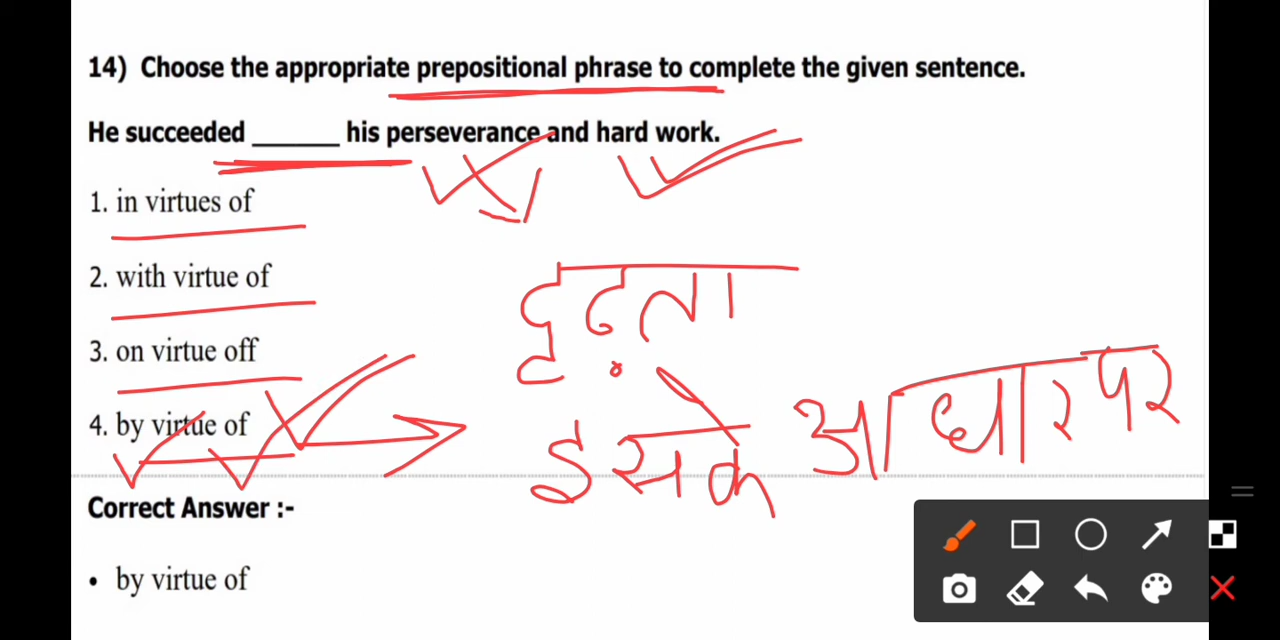 14) Choose the appropriate prepositional phrase to complete the given sentence.
He succeeded ______ his perseverance and hard work.
1. in virtues of
2. with virtue of
3. on virtue off
4. by virtue of
दृढ़ता
इसके आधार पर
Correct Answer :-
• by virtue of